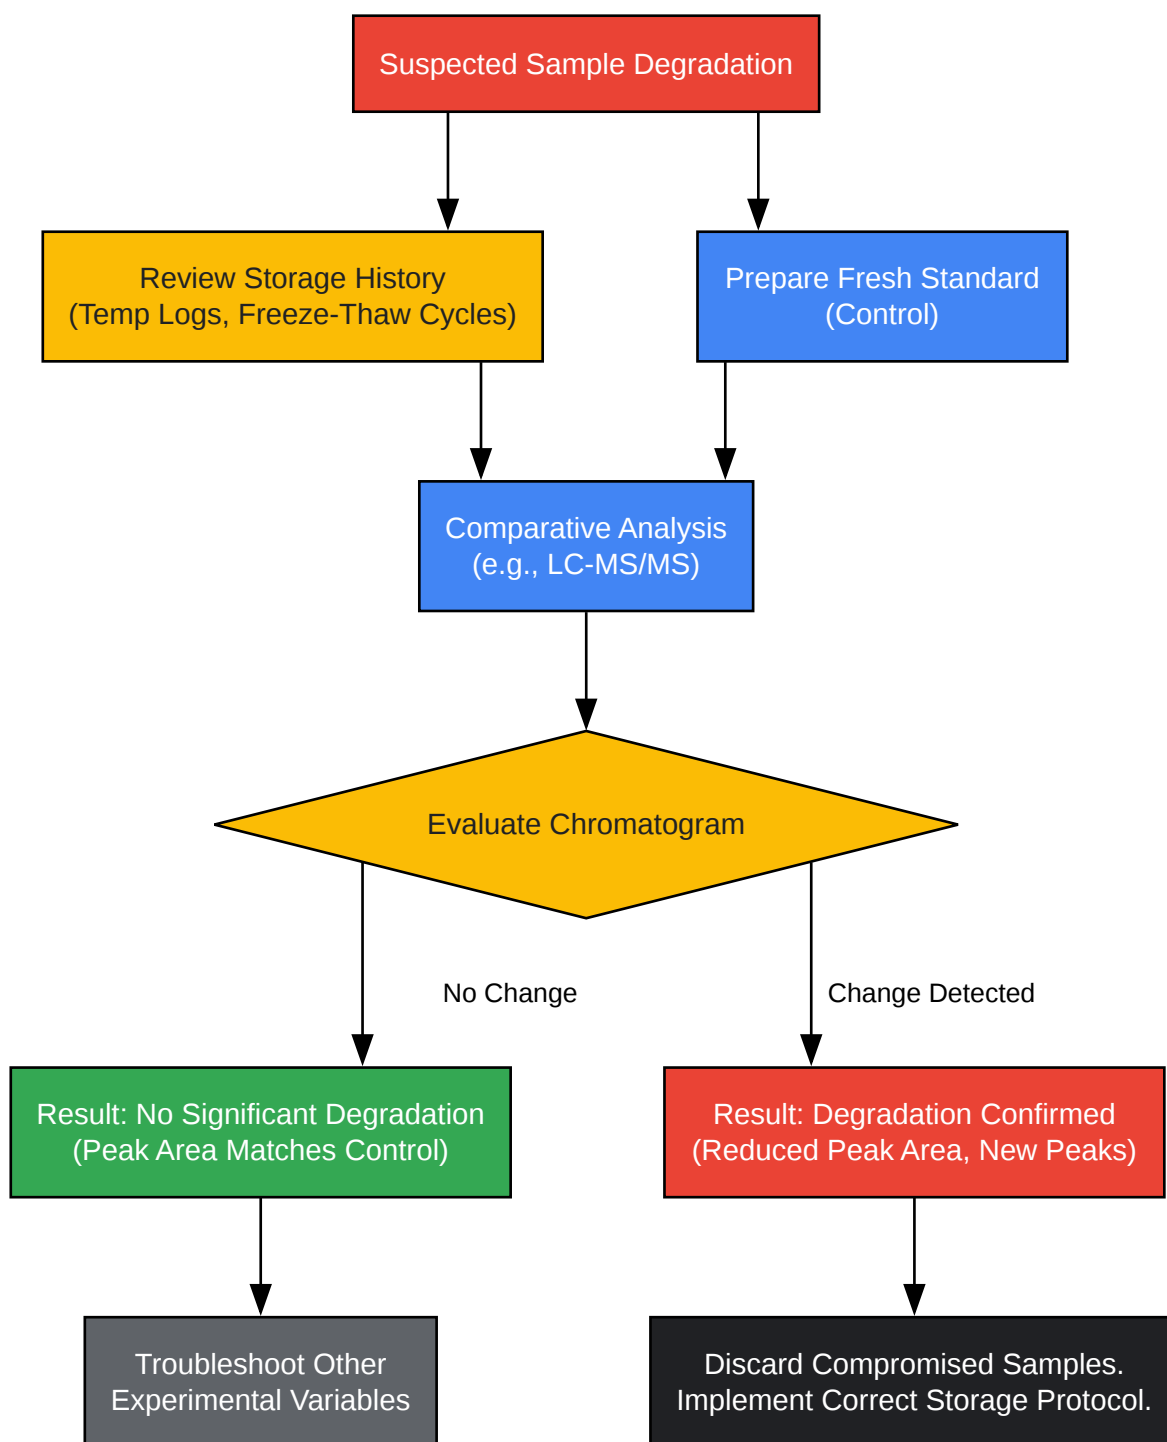 Suspected Sample Degradation
Review Storage History
(Temp Logs, Freeze-Thaw Cycles)
Prepare Fresh Standard
(Control)
Comparative Analysis
(e.g., LC-MS/MS)
Evaluate Chromatogram
No Change
Change Detected
Result: No Significant Degradation
(Peak Area Matches Control)
Result: Degradation Confirmed
(Reduced Peak Area, New Peaks)
Troubleshoot Other
Experimental Variables
Discard Compromised Samples.
Implement Correct Storage Protocol.